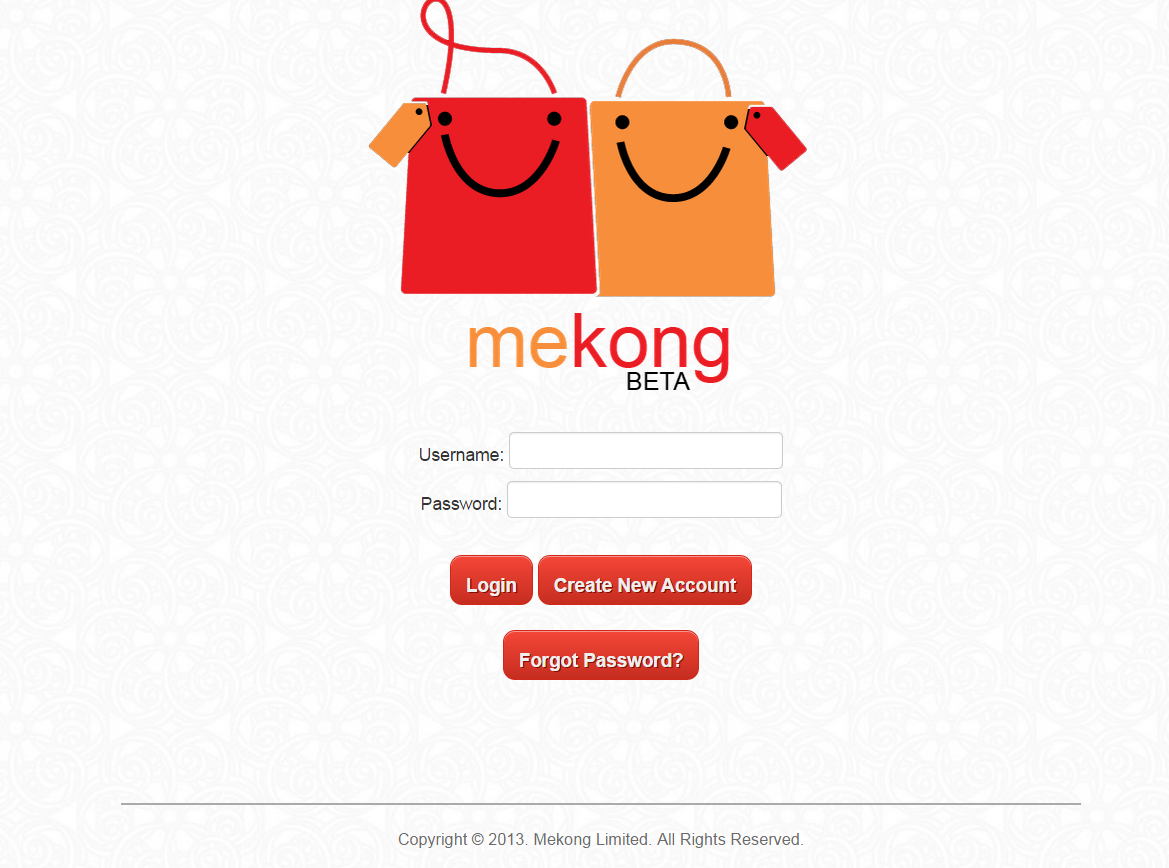 mekong
BETA
Username:
Password:
Login Create New Account
Forgot Password?
Copyright © 2013. Mekong Limited. All Rights Reserved.